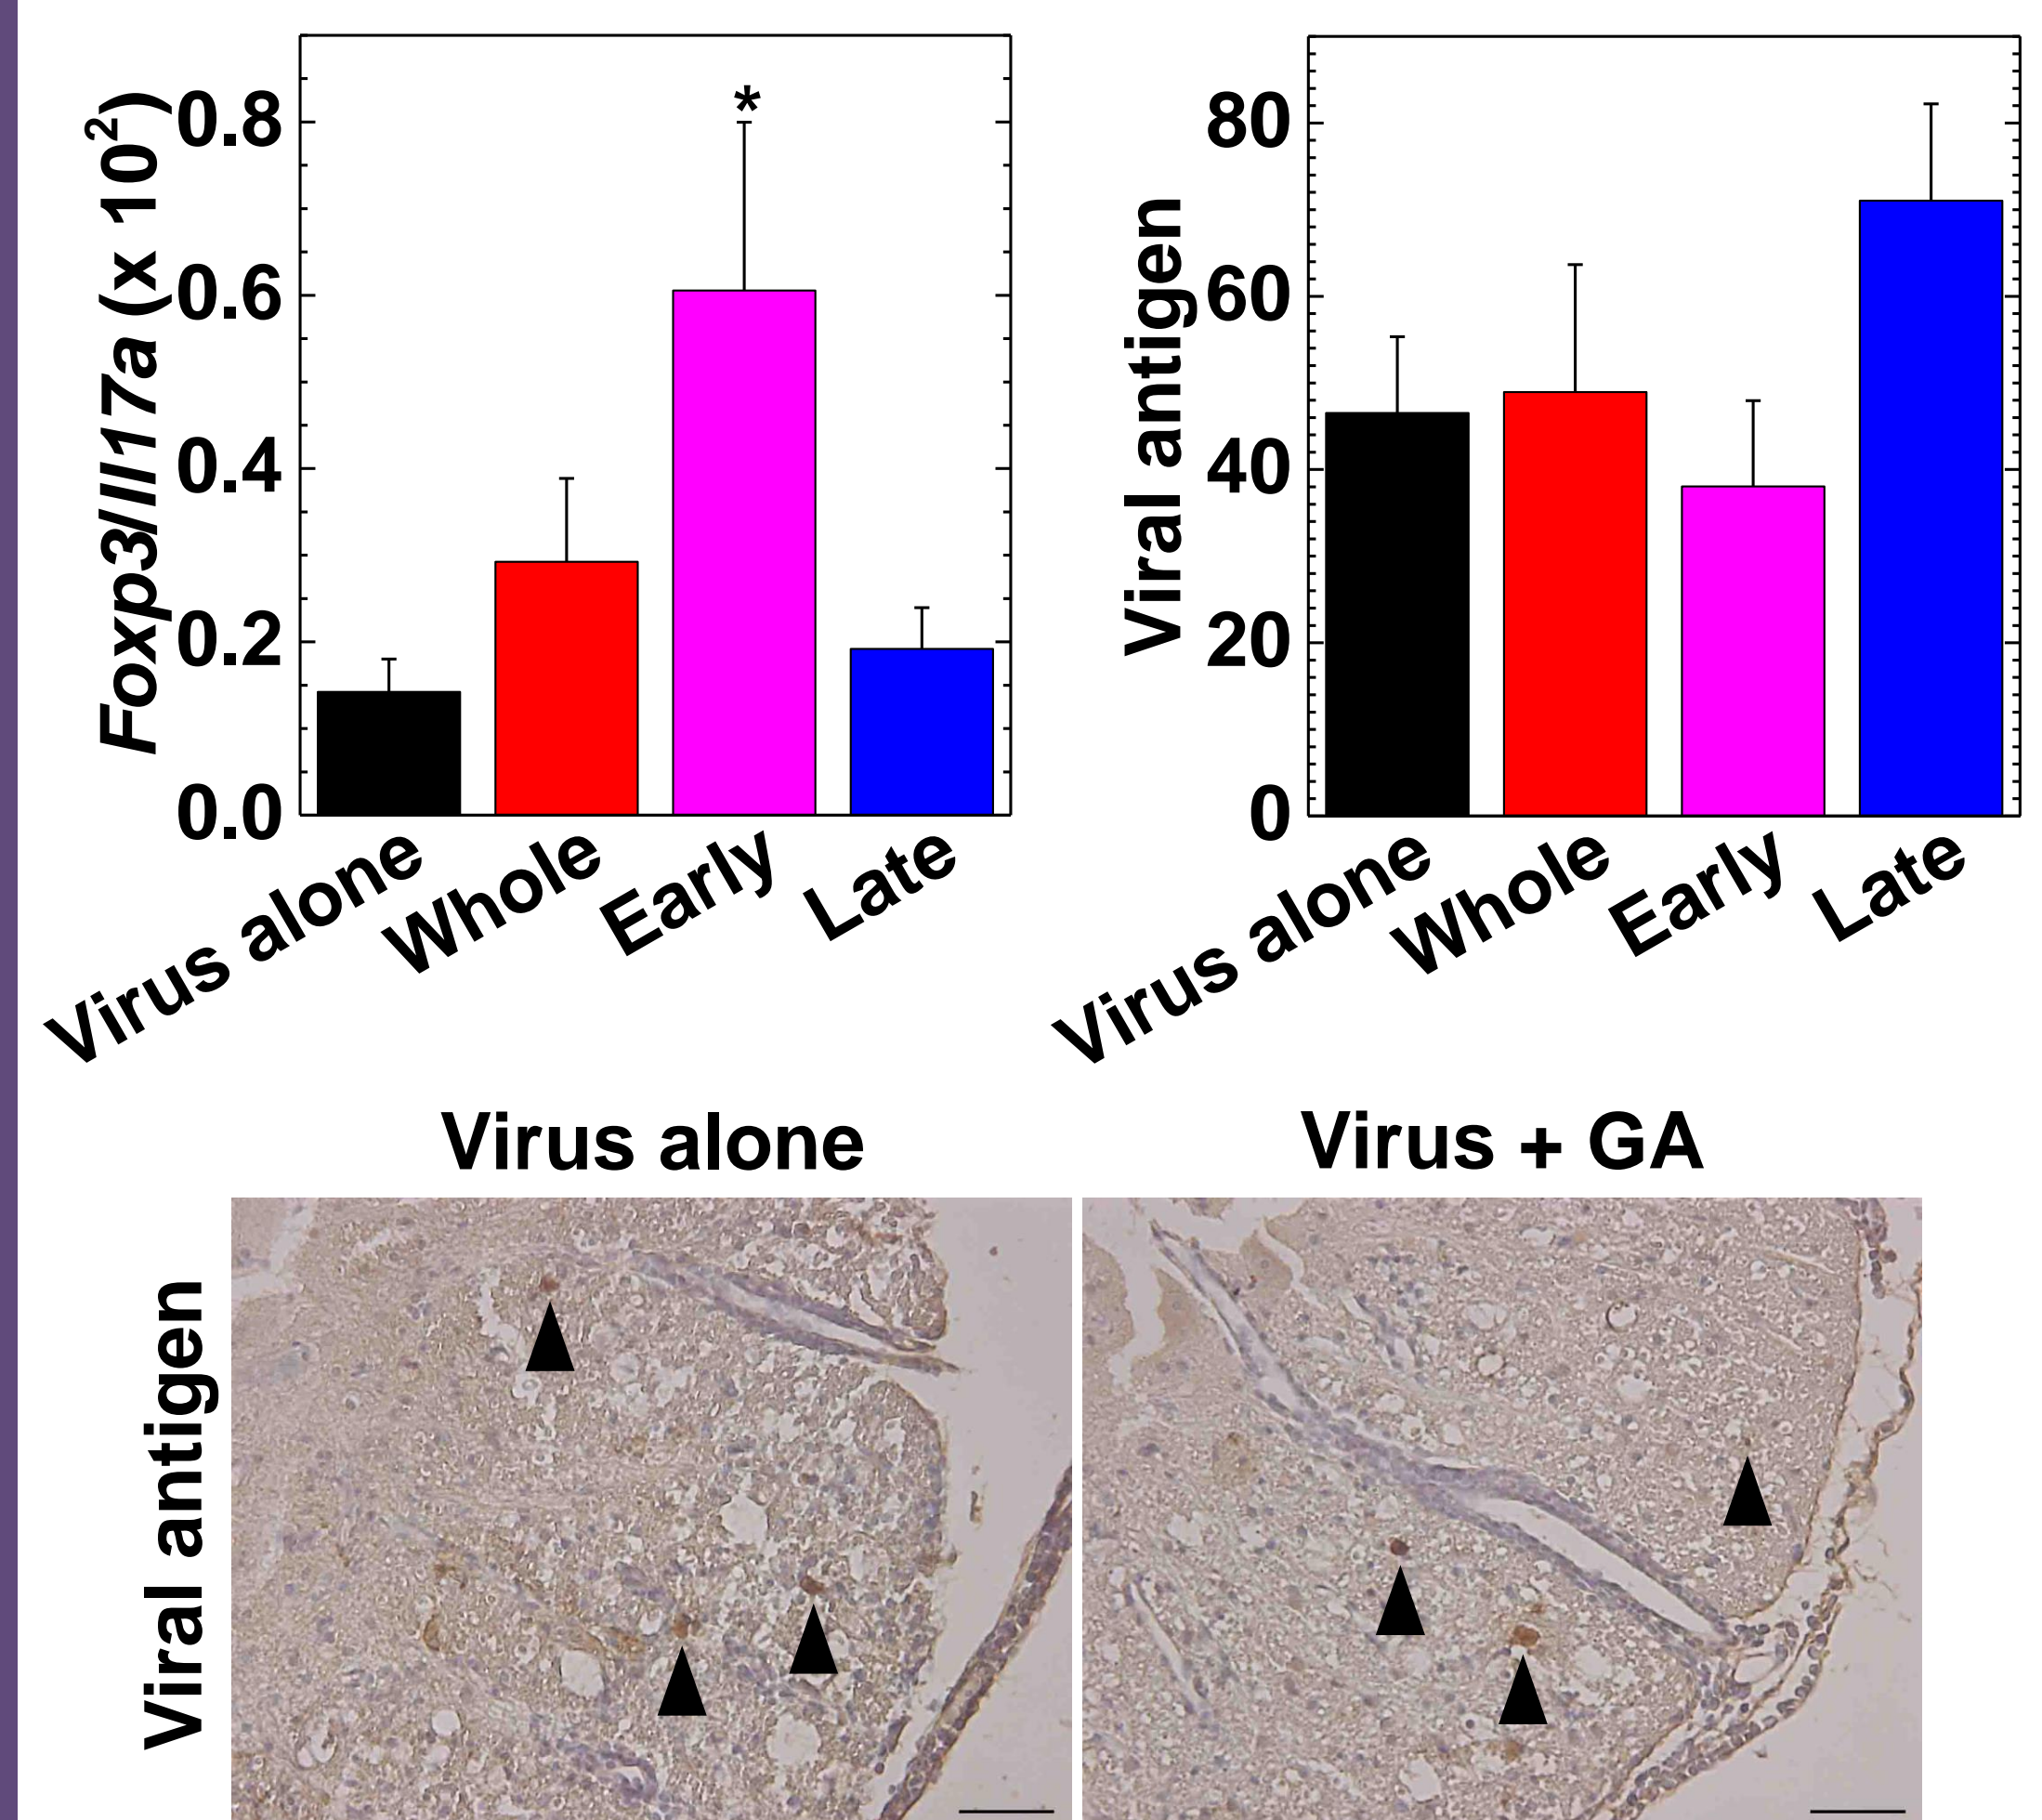 Foxp3/Il17a (x 10²)
0.8
0.6
0.4
0.2
0.0
*
Virus alone
Whole
Early
Late
Viral antigen
80
60
40
20
0
Virus alone
Whole
Early
Late
Virus alone
Virus + GA
Viral antigen